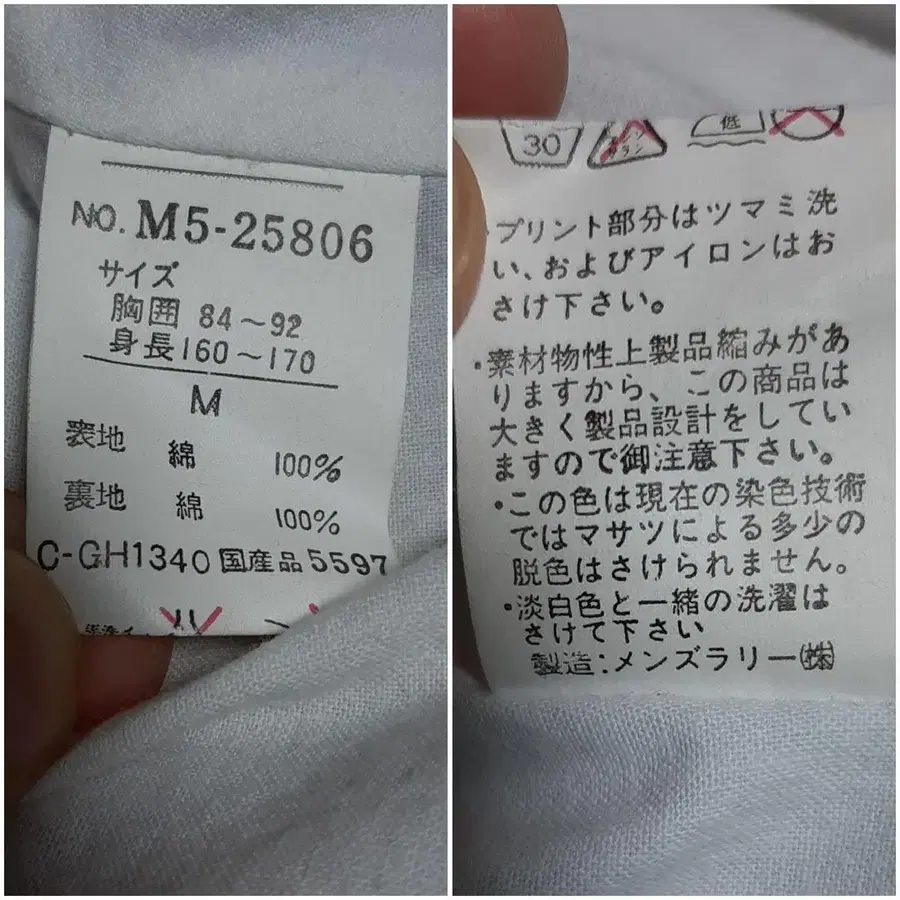 NO. M5-25806
サイズ
胸囲 84～92
身長160～170
M
表地 綿 100%
裏地 綿 100%
C-GH1340 国産品5597
30
低
・プリント部分はツマミ洗
い、およびアイロンはお
さけ下さい。
・素材物性上製品縮みがあ
りますから、この商品は
大きく製品設計をしてい
ますので御注意下さい。
・この色は現在の染色技術
ではマサツによる多少の
脱色はさけられません。
・淡白色と一緒の洗濯は
さけて下さい
製造:メンズラリー㈱